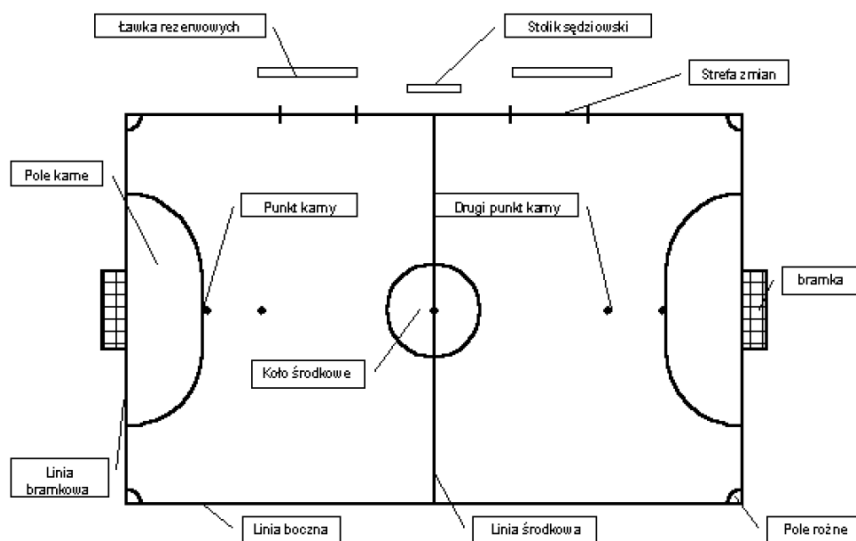 Ławka rezerwowych
Stolik sędziowski
Strefa zmian
Pole karne
Punkt karny
Drugi punkt karny
bramka
Koło środkowe
Linia
bramkowa
Linia boczna
Linia środkowa
Pole rożne